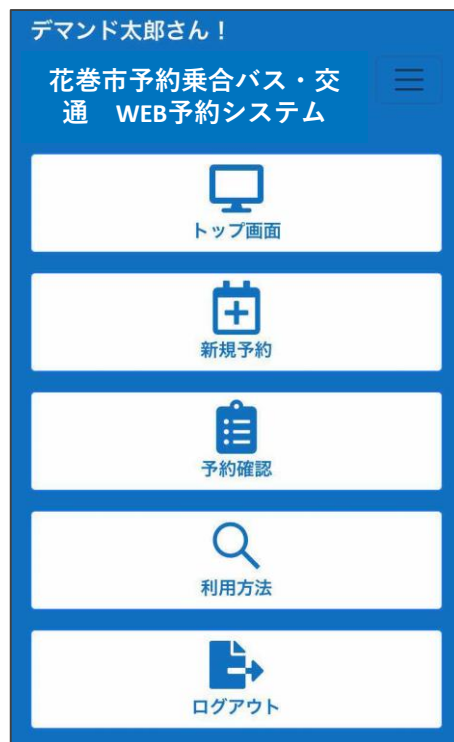 デマンド太郎さん！
花巻市予約乗合バス・交
通　WEB予約システム
トップ画面
新規予約
予約確認
利用方法
ログアウト